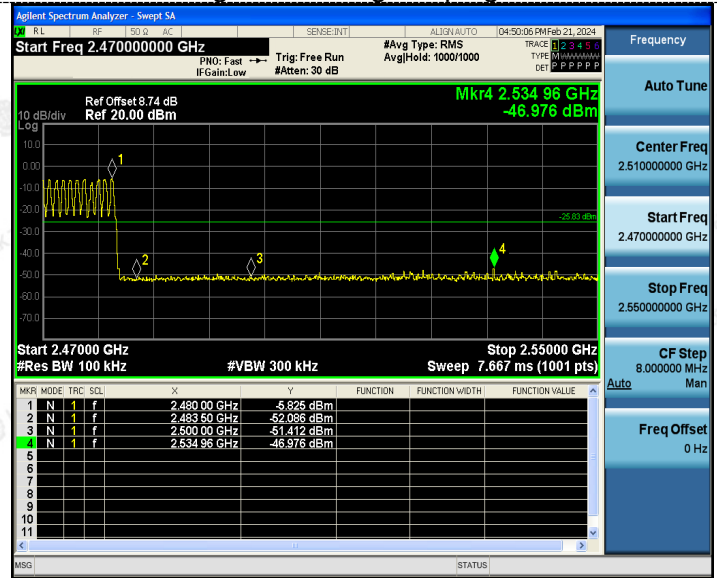 Agilent Spectrum Analyzer - Swept SA
LXI RL RF 50 Ω AC SENSE:INT ALIGN AUTO 04:50:06 PM Feb 21, 2024
Start Freq 2.470000000 GHz
PNO: Fast
IFGain:Low
Trig: Free Run
#Atten: 30 dB
#Avg Type: RMS
Avg|Hold: 1000/1000
TRACE 1 2 3 4 5 6
TYPE M WWWWW
DET P P P P P P
Ref Offset 8.74 dB
10 dB/div Ref 20.00 dBm
Log
Mkr4 2.534 96 GHz
-46.976 dBm
10.0
0.00
-10.0
-20.0
-30.0
-40.0
-50.0
-60.0
-70.0
1
2
3
4
-25.83 dBm
Start 2.47000 GHz Stop 2.55000 GHz
#Res BW 100 kHz #VBW 300 kHz Sweep 7.667 ms (1001 pts)
MKR MODE TRC SCL X Y FUNCTION FUNCTION WIDTH FUNCTION VALUE
1 N 1 f 2.480 00 GHz -5.825 dBm
2 N 1 f 2.483 50 GHz -52.086 dBm
3 N 1 f 2.500 00 GHz -51.412 dBm
4 N 1 f 2.534 96 GHz -46.976 dBm
5
6
7
8
9
10
11
MSG STATUS
Frequency
Auto Tune
Center Freq
2.510000000 GHz
Start Freq
2.470000000 GHz
Stop Freq
2.550000000 GHz
CF Step
8.000000 MHz
Auto Man
Freq Offset
0 Hz